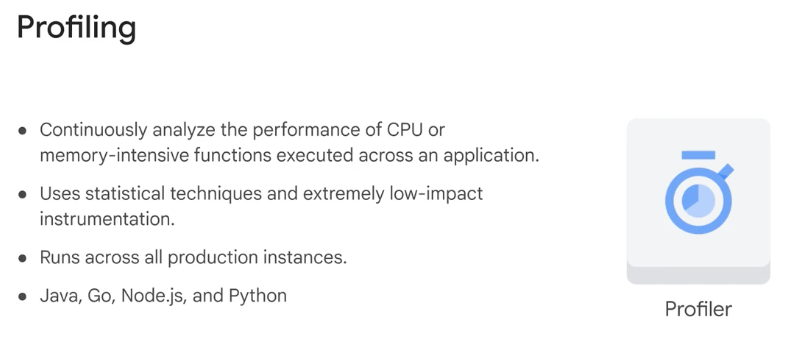 Profiling
● Continuously analyze the performance of CPU or
memory-intensive functions executed across an application.
● Uses statistical techniques and extremely low-impact
instrumentation.
● Runs across all production instances.
● Java, Go, Node.js, and Python
Profiler